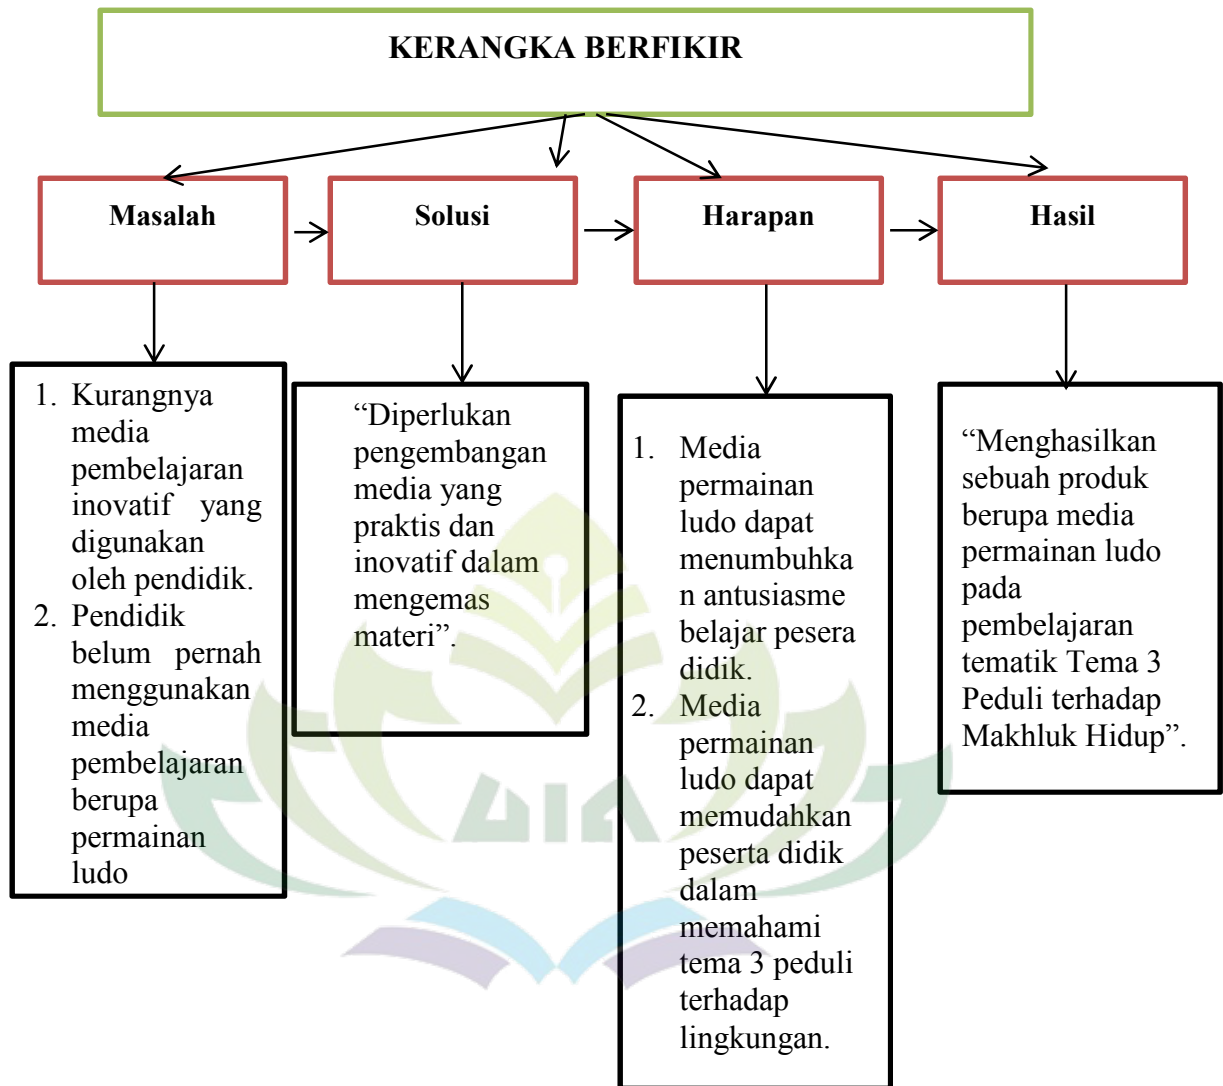 KERANGKA BERFIKIR
Masalah
Solusi
Harapan
Hasil
1. Kurangnya
media
pembelajaran
inovatif yang
digunakan
oleh pendidik.
2. Pendidik
belum pernah
menggunakan
media
pembelajaran
berupa
permainan
ludo
“Diperlukan
pengembangan
media yang
praktis dan
inovatif dalam
mengemas
materi”.
1. Media
permainan
ludo dapat
menumbuhka
n antusiasme
belajar pesera
didik.
2. Media
permainan
ludo dapat
memudahkan
peserta didik
dalam
memahami
tema 3 peduli
terhadap
lingkungan.
“Menghasilkan
sebuah produk
berupa media
permainan ludo
pada
pembelajaran
tematik Tema 3
Peduli terhadap
Makhluk Hidup”.
UIN